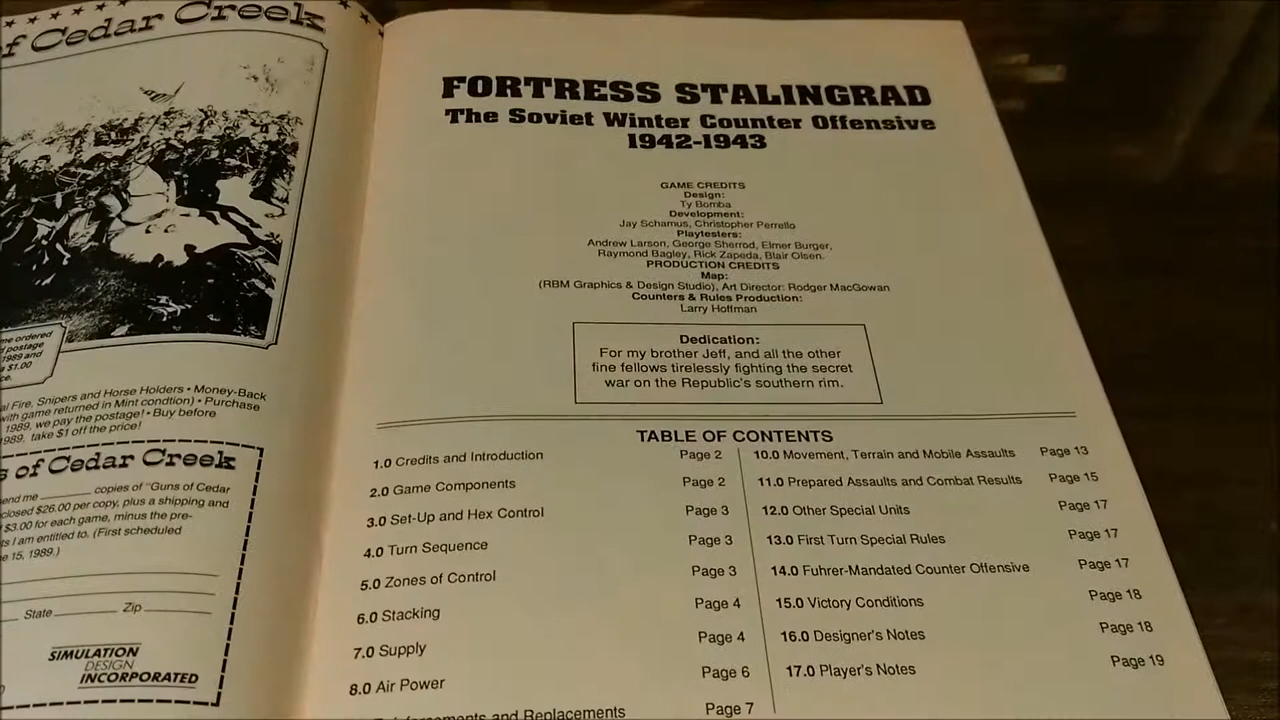 of Cedar Creek
me ordered
postage
1989 and
a $1.00
ce.
al Fire, Snipers and Horse Holders • Money-Back
with game returned in Mint condtion) • Purchase
1989, we pay the postage! • Buy before
1989, take $1 off the price!
s of Cedar Creek
end me ______ copies of "Guns of Cedar
closed $26.00 per copy, plus a shipping and
$3.00 for each game, minus the pre-
ts I am entitled to. (First scheduled
e 15, 1989.)
State ______ Zip ______
SIMULATION
DESIGN
INCORPORATED
FORTRESS STALINGRAD
The Soviet Winter Counter Offensive
1942-1943
GAME CREDITS
Design:
Ty Bomba
Development:
Jay Schamus, Christopher Perrello
Playtesters:
Andrew Larson, George Sherrod, Elmer Burger,
Raymond Bagley, Rick Zapeda, Blair Olsen.
PRODUCTION CREDITS
Map:
(RBM Graphics & Design Studio), Art Director: Rodger MacGowan
Counters & Rules Production:
Larry Hoffman
Dedication:
For my brother Jeff, and all the other
fine fellows tirelessly fighting the secret
war on the Republic's southern rim.
TABLE OF CONTENTS
1.0 Credits and Introduction Page 2
2.0 Game Components Page 2
3.0 Set-Up and Hex Control Page 3
4.0 Turn Sequence Page 3
5.0 Zones of Control Page 3
6.0 Stacking Page 4
7.0 Supply Page 4
8.0 Air Power Page 6
Reinforcements and Replacements Page 7
10.0 Movement, Terrain and Mobile Assaults Page 13
11.0 Prepared Assaults and Combat Results Page 15
12.0 Other Special Units Page 17
13.0 First Turn Special Rules Page 17
14.0 Fuhrer-Mandated Counter Offensive Page 17
15.0 Victory Conditions Page 18
16.0 Designer's Notes Page 18
17.0 Player's Notes Page 19